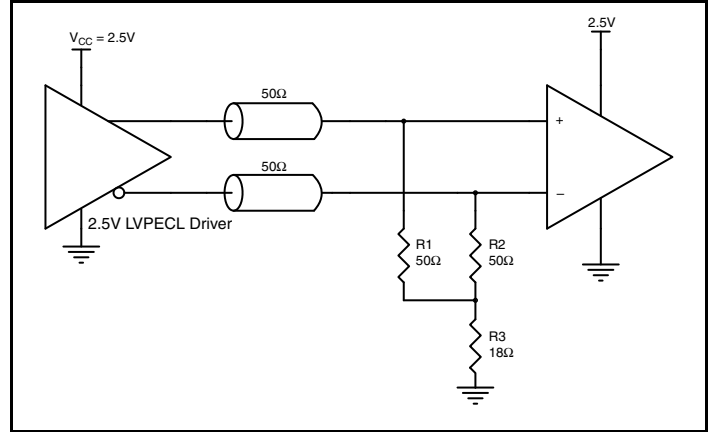 V_CC = 2.5V
2.5V
50Ω
50Ω
+
−
2.5V LVPECL Driver
R1
50Ω
R2
50Ω
R3
18Ω